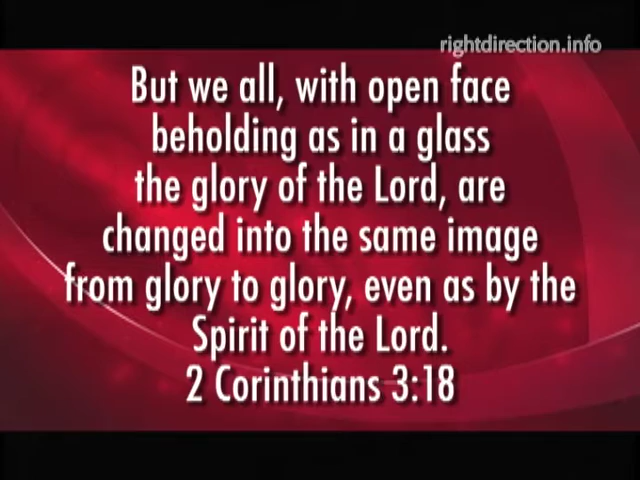 rightdirection.info
But we all, with open face
beholding as in a glass
the glory of the Lord, are
changed into the same image
from glory to glory, even as by the
Spirit of the Lord.
2 Corinthians 3:18